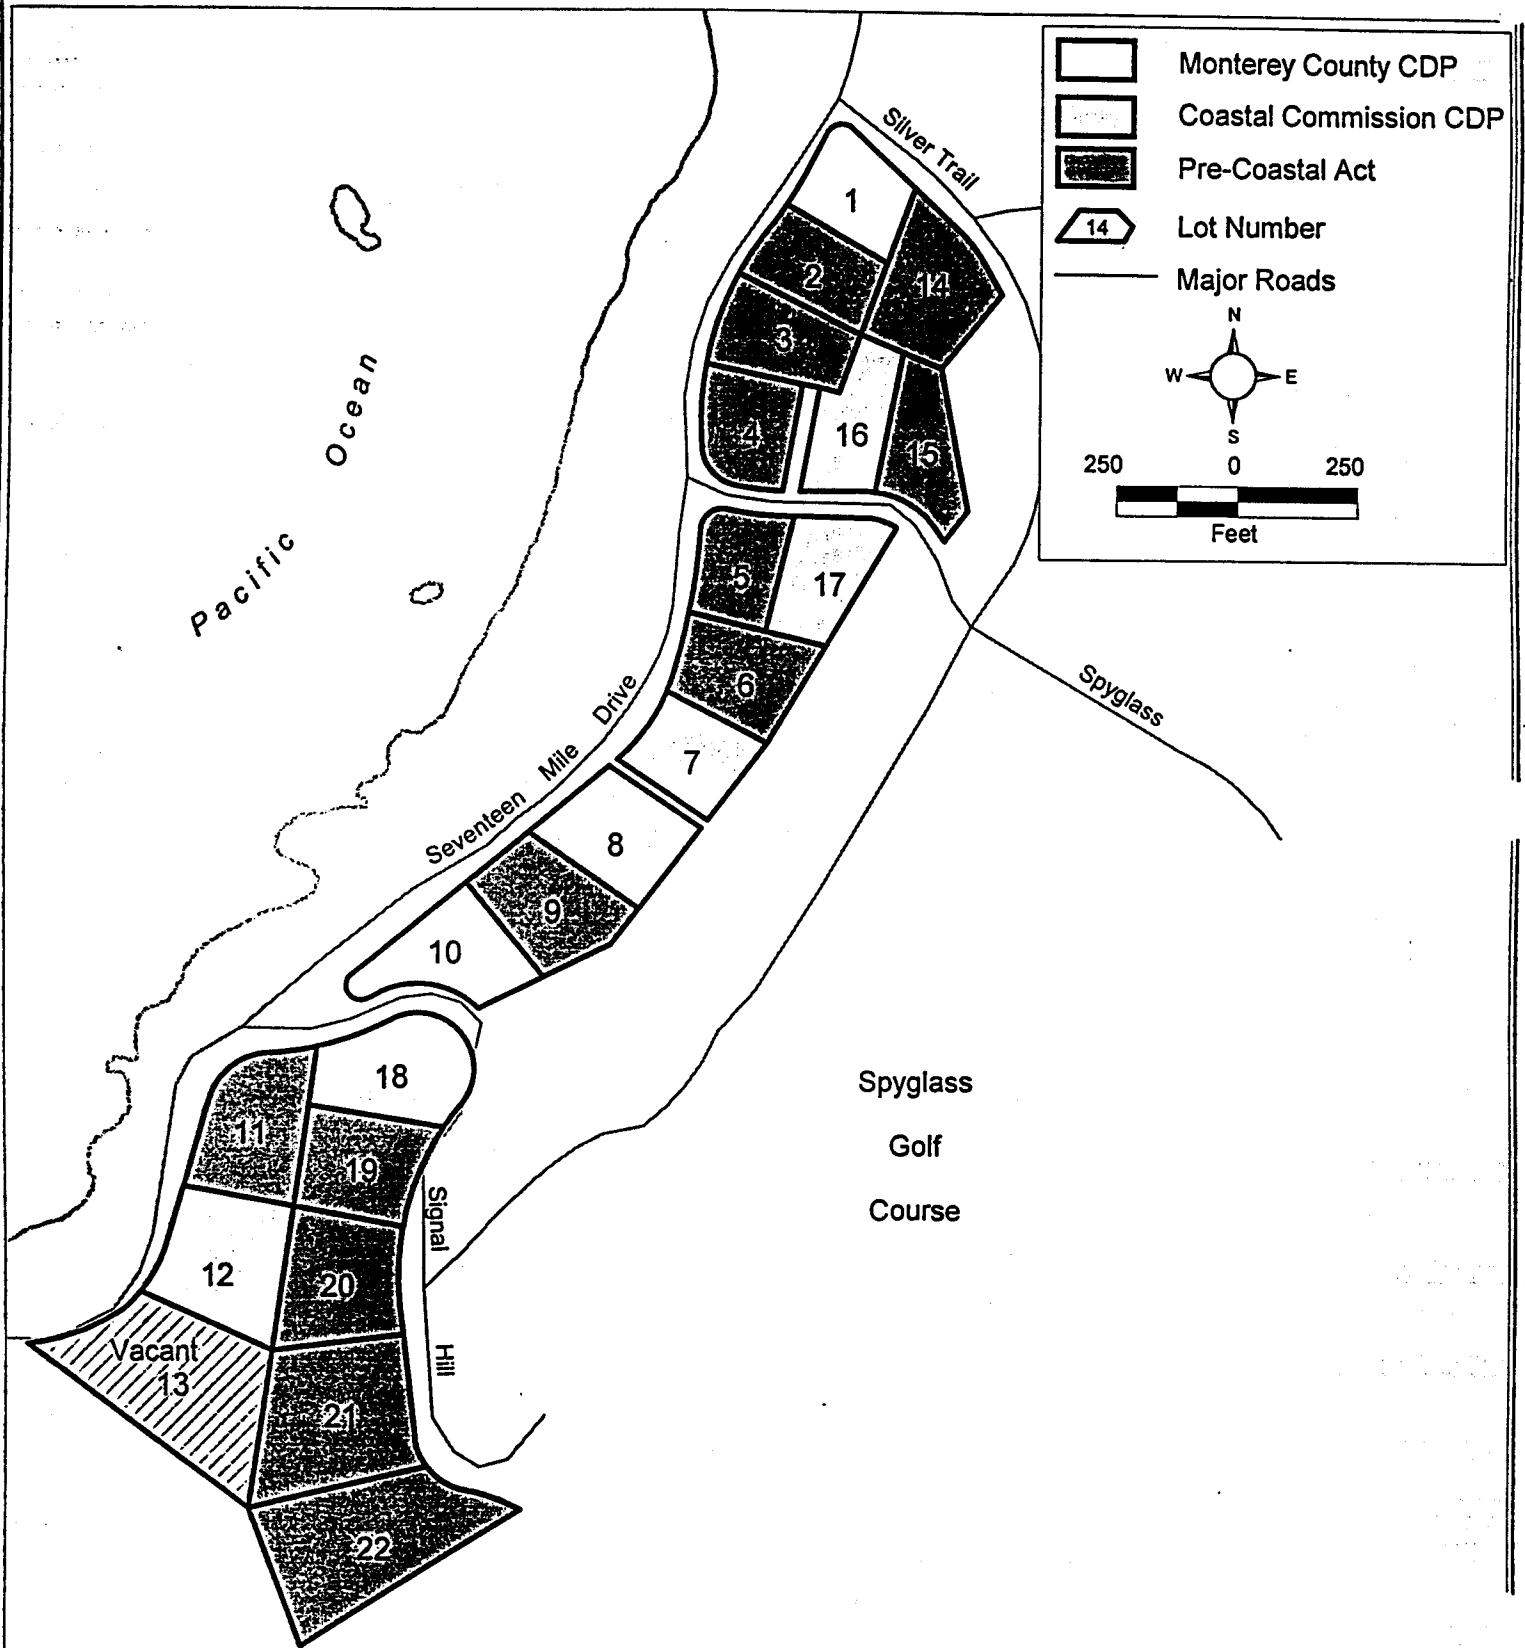 Monterey County CDP
Coastal Commission CDP
Pre-Coastal Act
14
Lot Number
Major Roads
N
W
E
S
250
0
250
Feet
Silver Trail
1
2
14
3
4
16
15
Pacific Ocean
5
17
6
Spyglass
Seventeen Mile Drive
7
8
9
10
18
Spyglass
Golf
Course
11
19
Signal Hill
12
20
Vacant
13
21
22